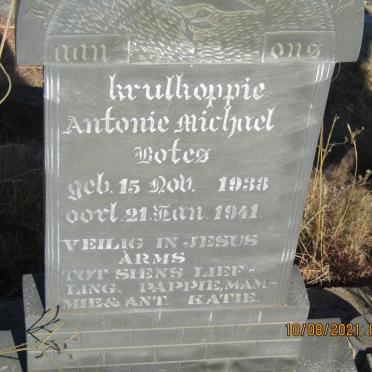 aan ons
krulkoppie
Antonie Michael
Botes
geb. 15 Nov. 1938
oorl. 21. Jan. 1941.
VEILIG IN JESUS
ARMS
TOT SIENS LIEF-
LING. PAPPIE, MAM-
MIE & ANT. KATIE.
10/08/2021